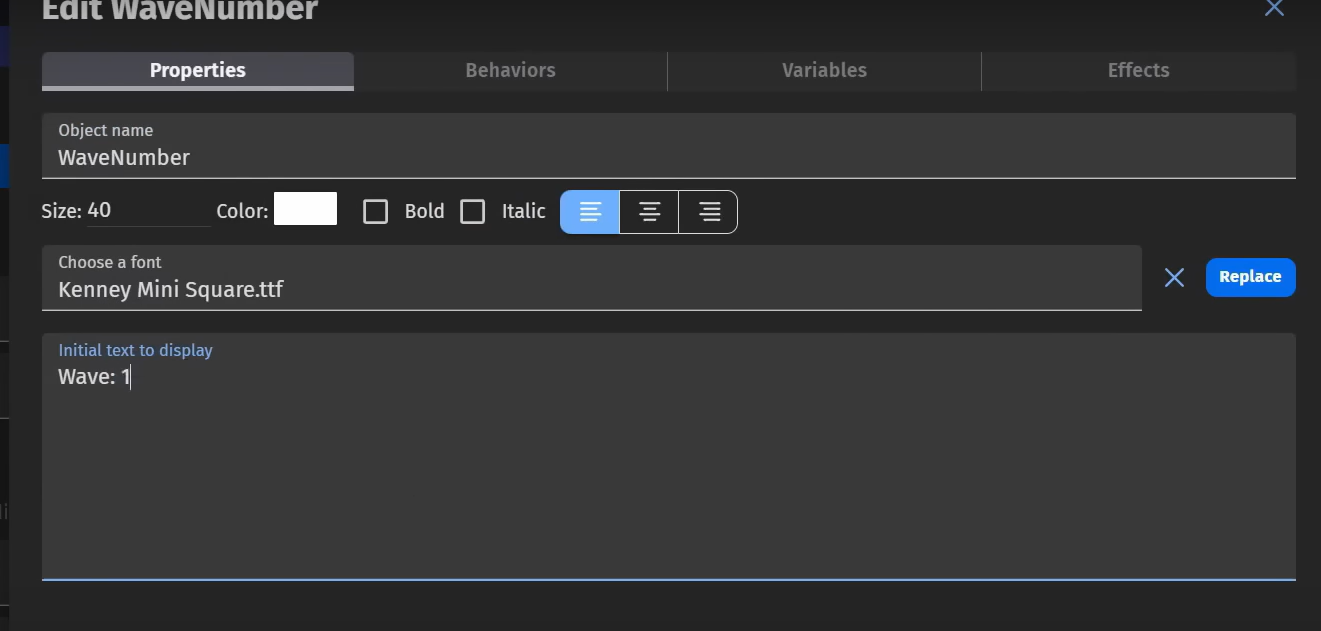 Edit WaveNumber
Properties Behaviors Variables Effects
Object name
WaveNumber
Size: 40 Color: Bold Italic
Choose a font
Kenney Mini Square.ttf
Replace
Initial text to display
Wave: 1